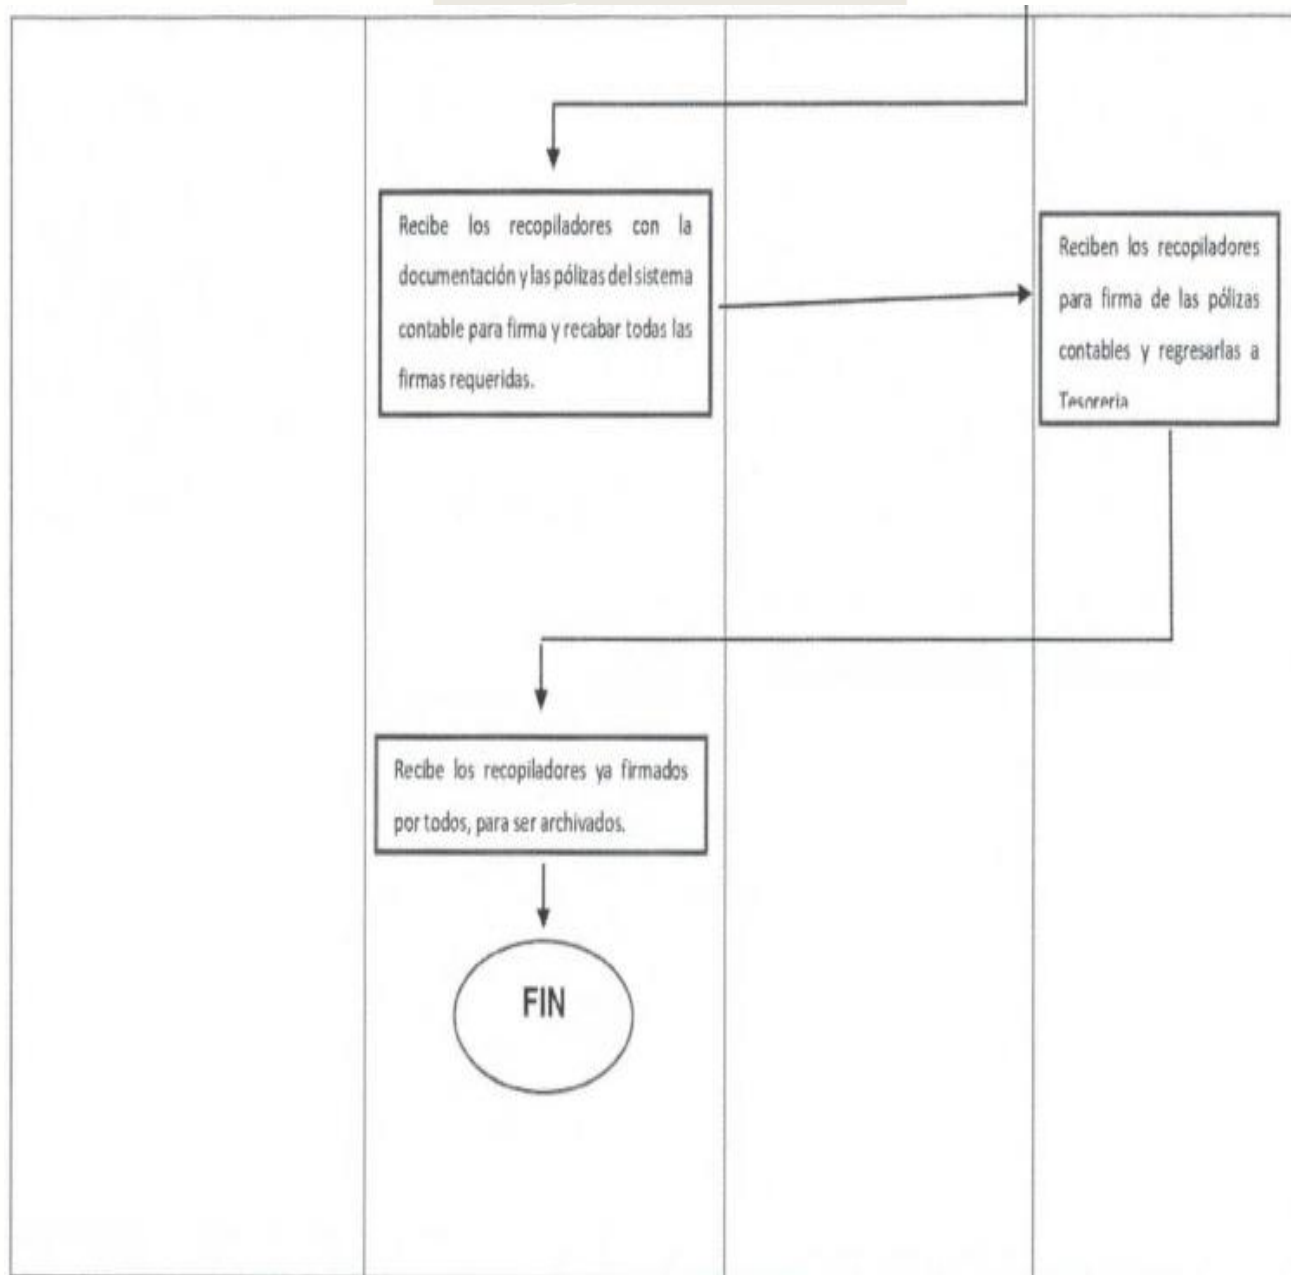 Recibe los recopiladores con la
documentación y las pólizas del sistema
contable para firma y recabar todas las
firmas requeridas.
Reciben los recopiladores
para firma de las pólizas
contables y regresarlas a
Tesoreria
Recibe los recopiladores ya firmados
por todos, para ser archivados.
FIN